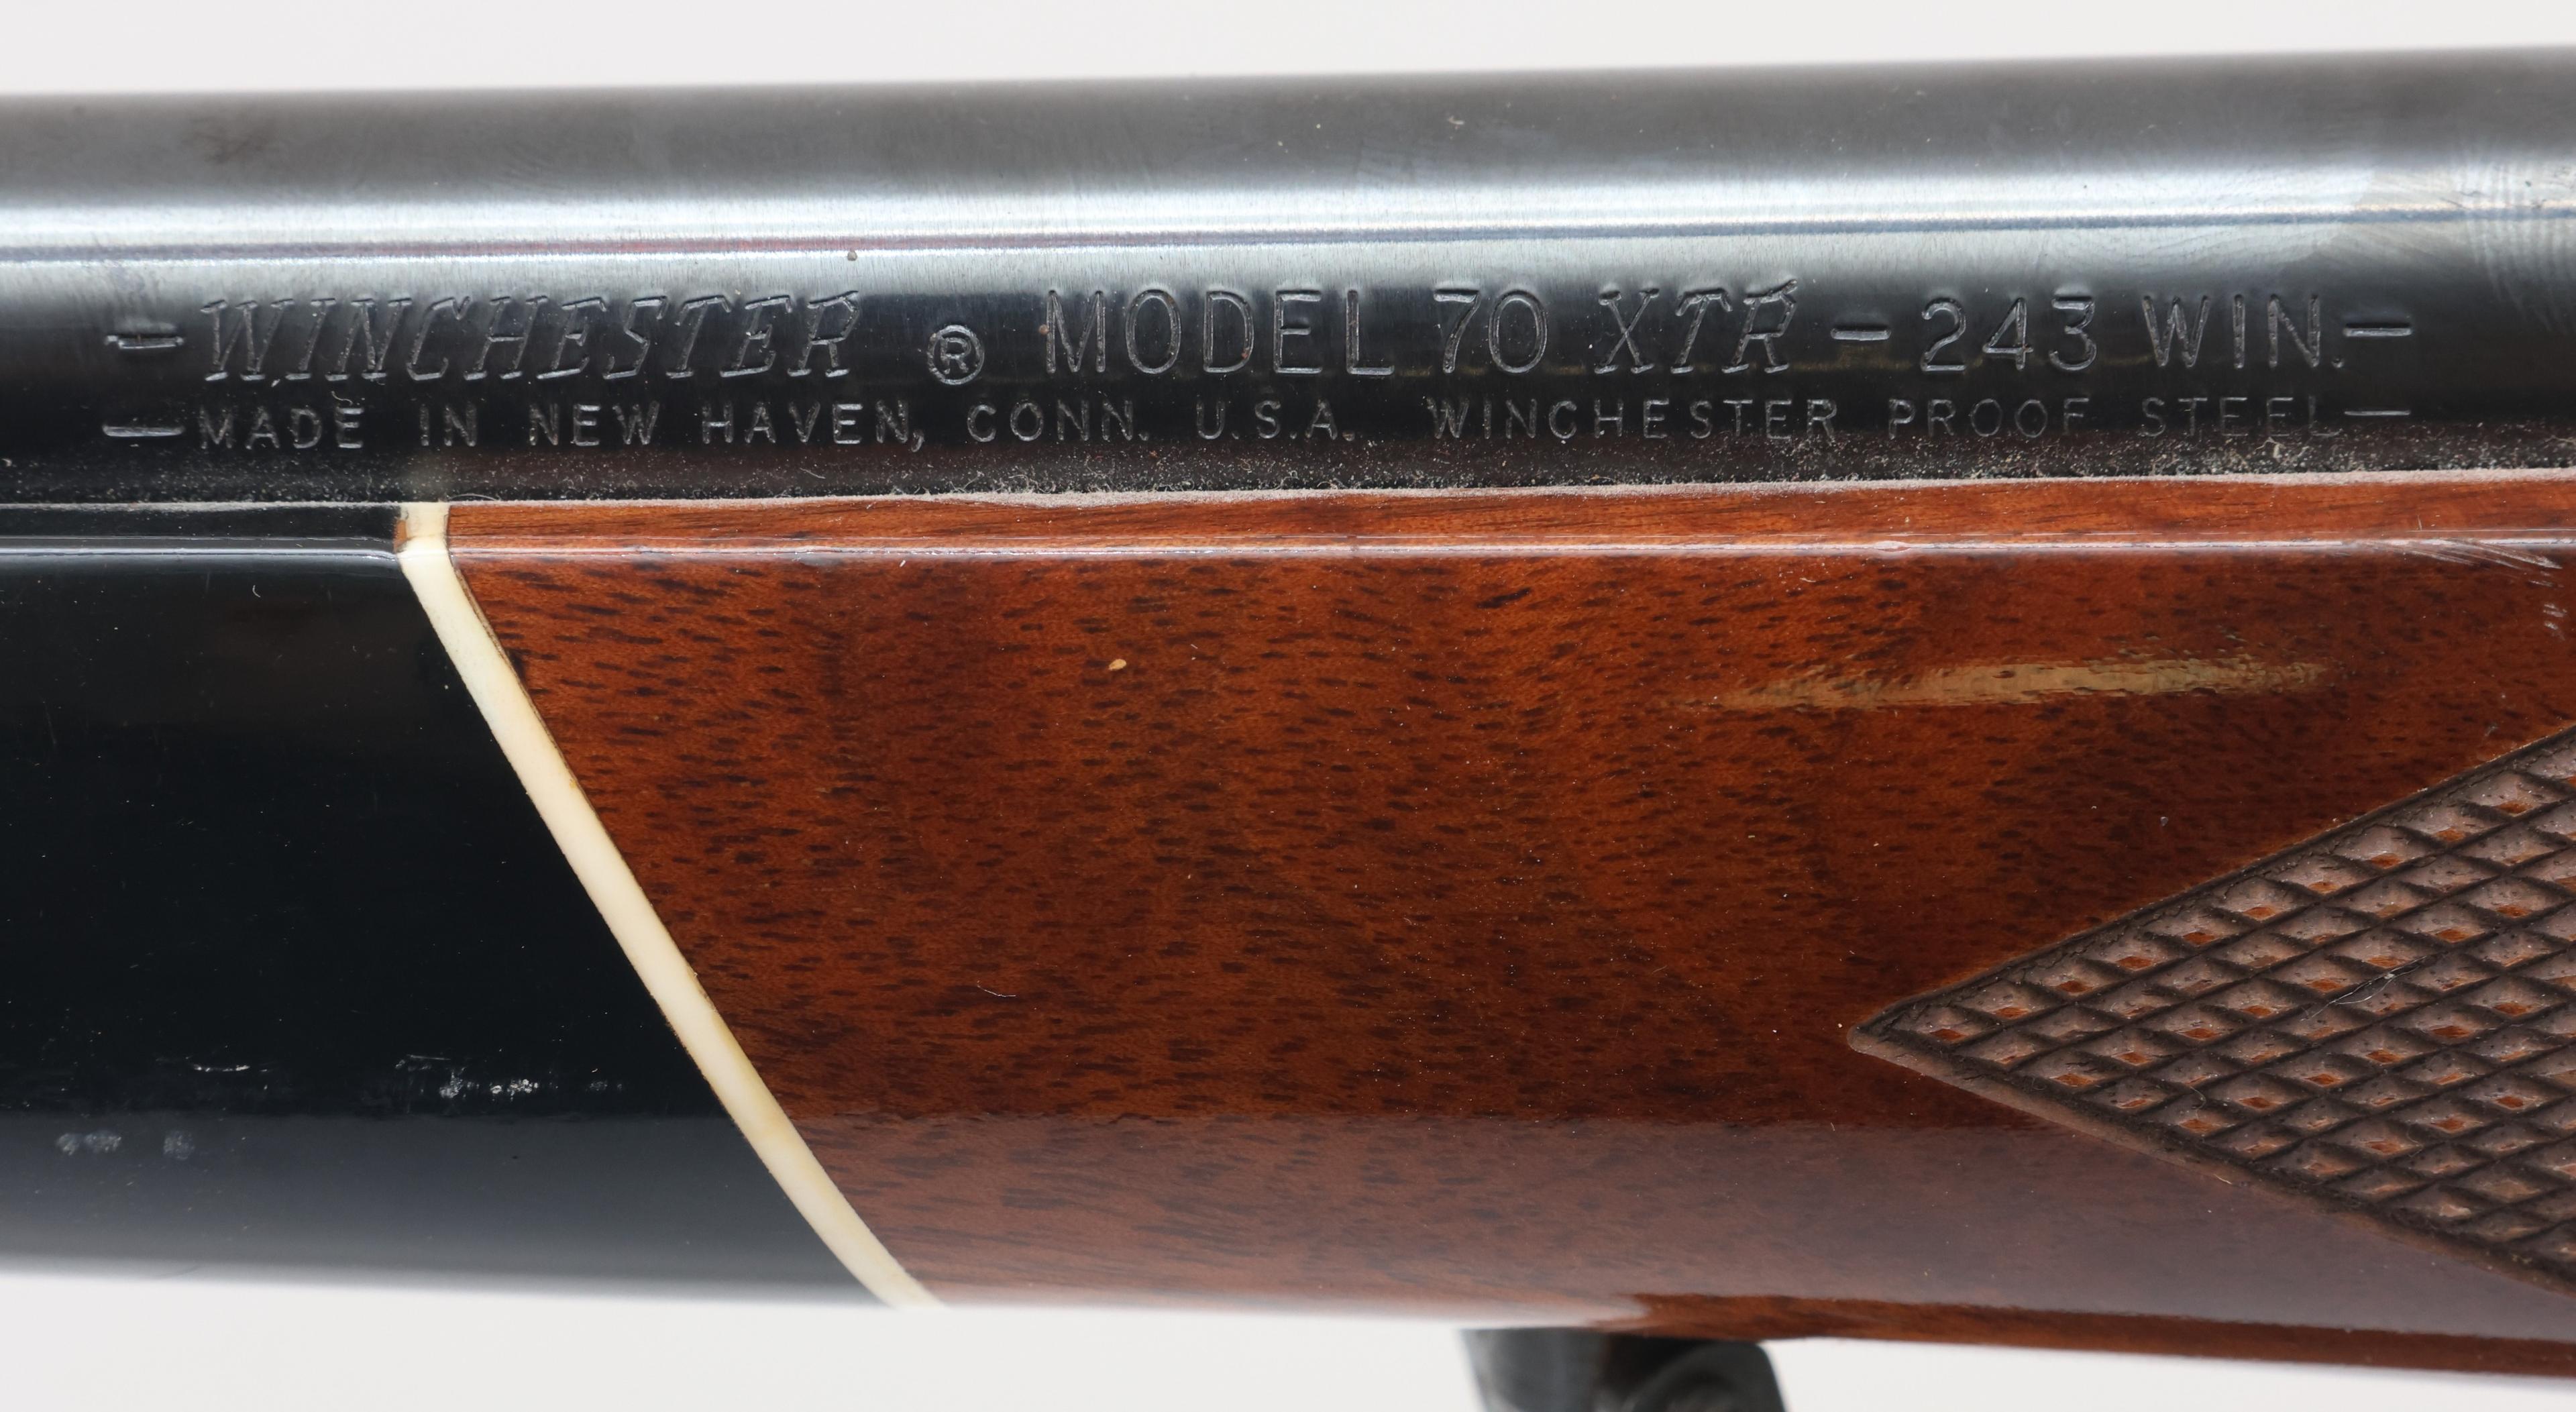 -WINCHESTER ® MODEL 70 XTR - 243 WIN.-
-MADE IN NEW HAVEN, CONN. U.S.A. WINCHESTER PROOF STEEL-